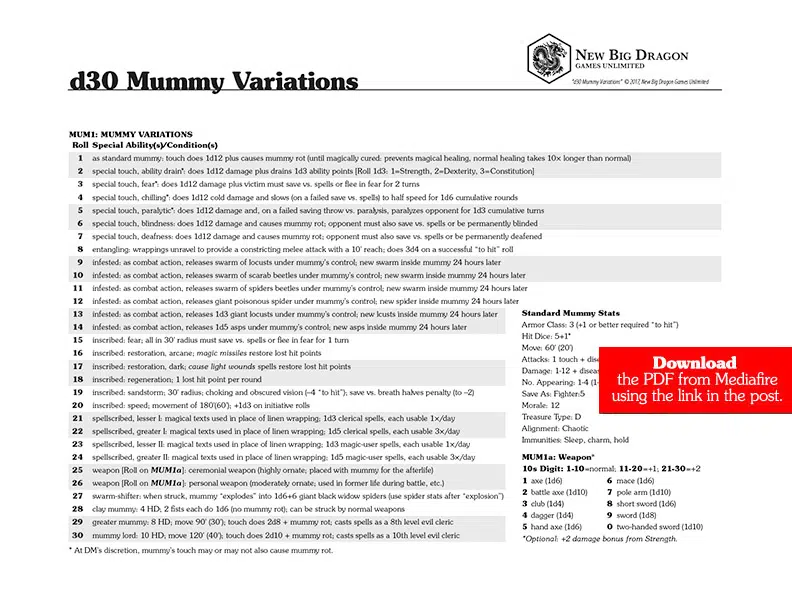 d30 Mummy Variations
NEW BIG DRAGON
GAMES UNLIMITED
"d30 Mummy Variations" © 2017, New Big Dragon Games Unlimited
MUM1: MUMMY VARIATIONS
Roll Special Ability(s)/Condition(s)
1 as standard mummy: touch does 1d12 plus causes mummy rot (until magically cured: prevents magical healing, normal healing takes 10× longer than normal)
2 special touch, ability drain*: does 1d12 damage plus drains 1d3 ability points [Roll 1d3: 1=Strength, 2=Dexterity, 3=Constitution]
3 special touch, fear*: does 1d12 damage plus victim must save vs. spells or flee in fear for 2 turns
4 special touch, chilling*: does 1d12 cold damage and slows (on a failed save vs. spells) to half speed for 1d6 cumulative rounds
5 special touch, paralytic*: does 1d12 damage and, on a failed saving throw vs. paralysis, paralyzes opponent for 1d3 cumulative turns
6 special touch, blindness: does 1d12 damage and causes mummy rot; opponent must also save vs. spells or be permanently blinded
7 special touch, deafness: does 1d12 damage and causes mummy rot; opponent must also save vs. spells or be permanently deafened
8 entangling: wrappings unravel to provide a constricting melee attack with a 10' reach; does 3d4 on a successful "to hit" roll
9 infested: as combat action, releases swarm of locusts under mummy's control; new swarm inside mummy 24 hours later
10 infested: as combat action, releases swarm of scarab beetles under mummy's control; new swarm inside mummy 24 hours later
11 infested: as combat action, releases swarm of spiders beetles under mummy's control; new swarm inside mummy 24 hours later
12 infested: as combat action, releases giant poisonous spider under mummy's control; new spider inside mummy 24 hours later
13 infested: as combat action, releases 1d3 giant locusts under mummy's control; new lcusts inside mummy 24 hours later
14 infested: as combat action, releases 1d5 asps under mummy's control; new asps inside mummy 24 hours later
15 inscribed: fear; all in 30' radius must save vs. spells or flee in fear for 1 turn
16 inscribed: restoration, arcane; magic missiles restore lost hit points
17 inscribed: restoration, dark; cause light wounds spells restore lost hit points
18 inscribed: regeneration; 1 lost hit point per round
19 inscribed: sandstorm; 30' radius; choking and obscured vision (–4 "to hit"); save vs. breath halves penalty (to –2)
20 inscribed: speed; movement of 180'(60'); +1d3 on initiative rolls
21 spellscribed, lesser I: magical texts used in place of linen wrapping; 1d3 clerical spells, each usable 1×/day
22 spellscribed, greater I: magical texts used in place of linen wrapping; 1d5 clerical spells, each usable 3×/day
23 spellscribed, lesser II: magical texts used in place of linen wrapping; 1d3 magic-user spells, each usable 1×/day
24 spellscribed, greater II: magical texts used in place of linen wrapping; 1d5 magic-user spells, each usable 3×/day
25 weapon [Roll on MUM1a]: ceremonial weapon (highly ornate; placed with mummy for the afterlife)
26 weapon [Roll on MUM1a]: personal weapon (moderately ornate; used in former life during battle, etc.)
27 swarm-shifter: when struck, mummy "explodes" into 1d6+6 giant black widow spiders (use spider stats after "explosion")
28 clay mummy: 4 HD, 2 fists each do 1d6 (no mummy rot); can be struck by normal weapons
29 greater mummy: 8 HD; move 90' (30'); touch does 2d8 + mummy rot; casts spells as a 8th level evil cleric
30 mummy lord: 10 HD; move 120' (40'); touch does 2d10 + mummy rot; casts spells as a 10th level evil cleric
* At DM's discretion, mummy's touch may or may not also cause mummy rot.
Standard Mummy Stats
Armor Class: 3 (+1 or better required "to hit")
Hit Dice: 5+1*
Move: 60' (20')
Attacks: 1 touch + dise
Damage: 1-12 + diseas
No. Appearing: 1-4 (1-
Save As: Fighter:5
Morale: 12
Treasure Type: D
Alignment: Chaotic
Immunities: Sleep, charm, hold
Download
the PDF from Mediafire
using the link in the post.
MUM1a: Weapon*
10s Digit: 1-10=normal; 11-20=+1; 21-30=+2
1 axe (1d6) 6 mace (1d6)
2 battle axe (1d10) 7 pole arm (1d10)
3 club (1d4) 8 short sword (1d6)
4 dagger (1d4) 9 sword (1d8)
5 hand axe (1d6) 0 two-handed sword (1d10)
*Optional: +2 damage bonus from Strength.